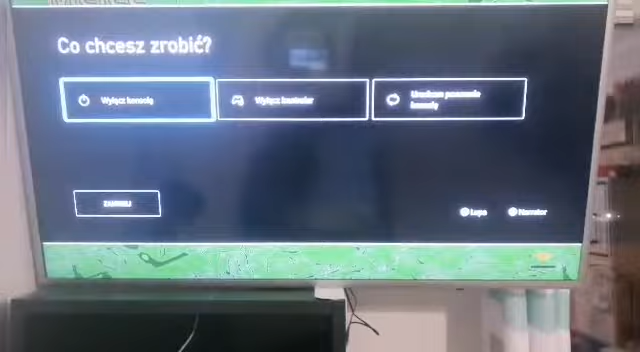 Co chcesz zrobić?
Wyłącz konsolę
Wyłącz kontroler
Uruchom ponownie
konsolę
ZAMKNIJ
Lupa
Narrator